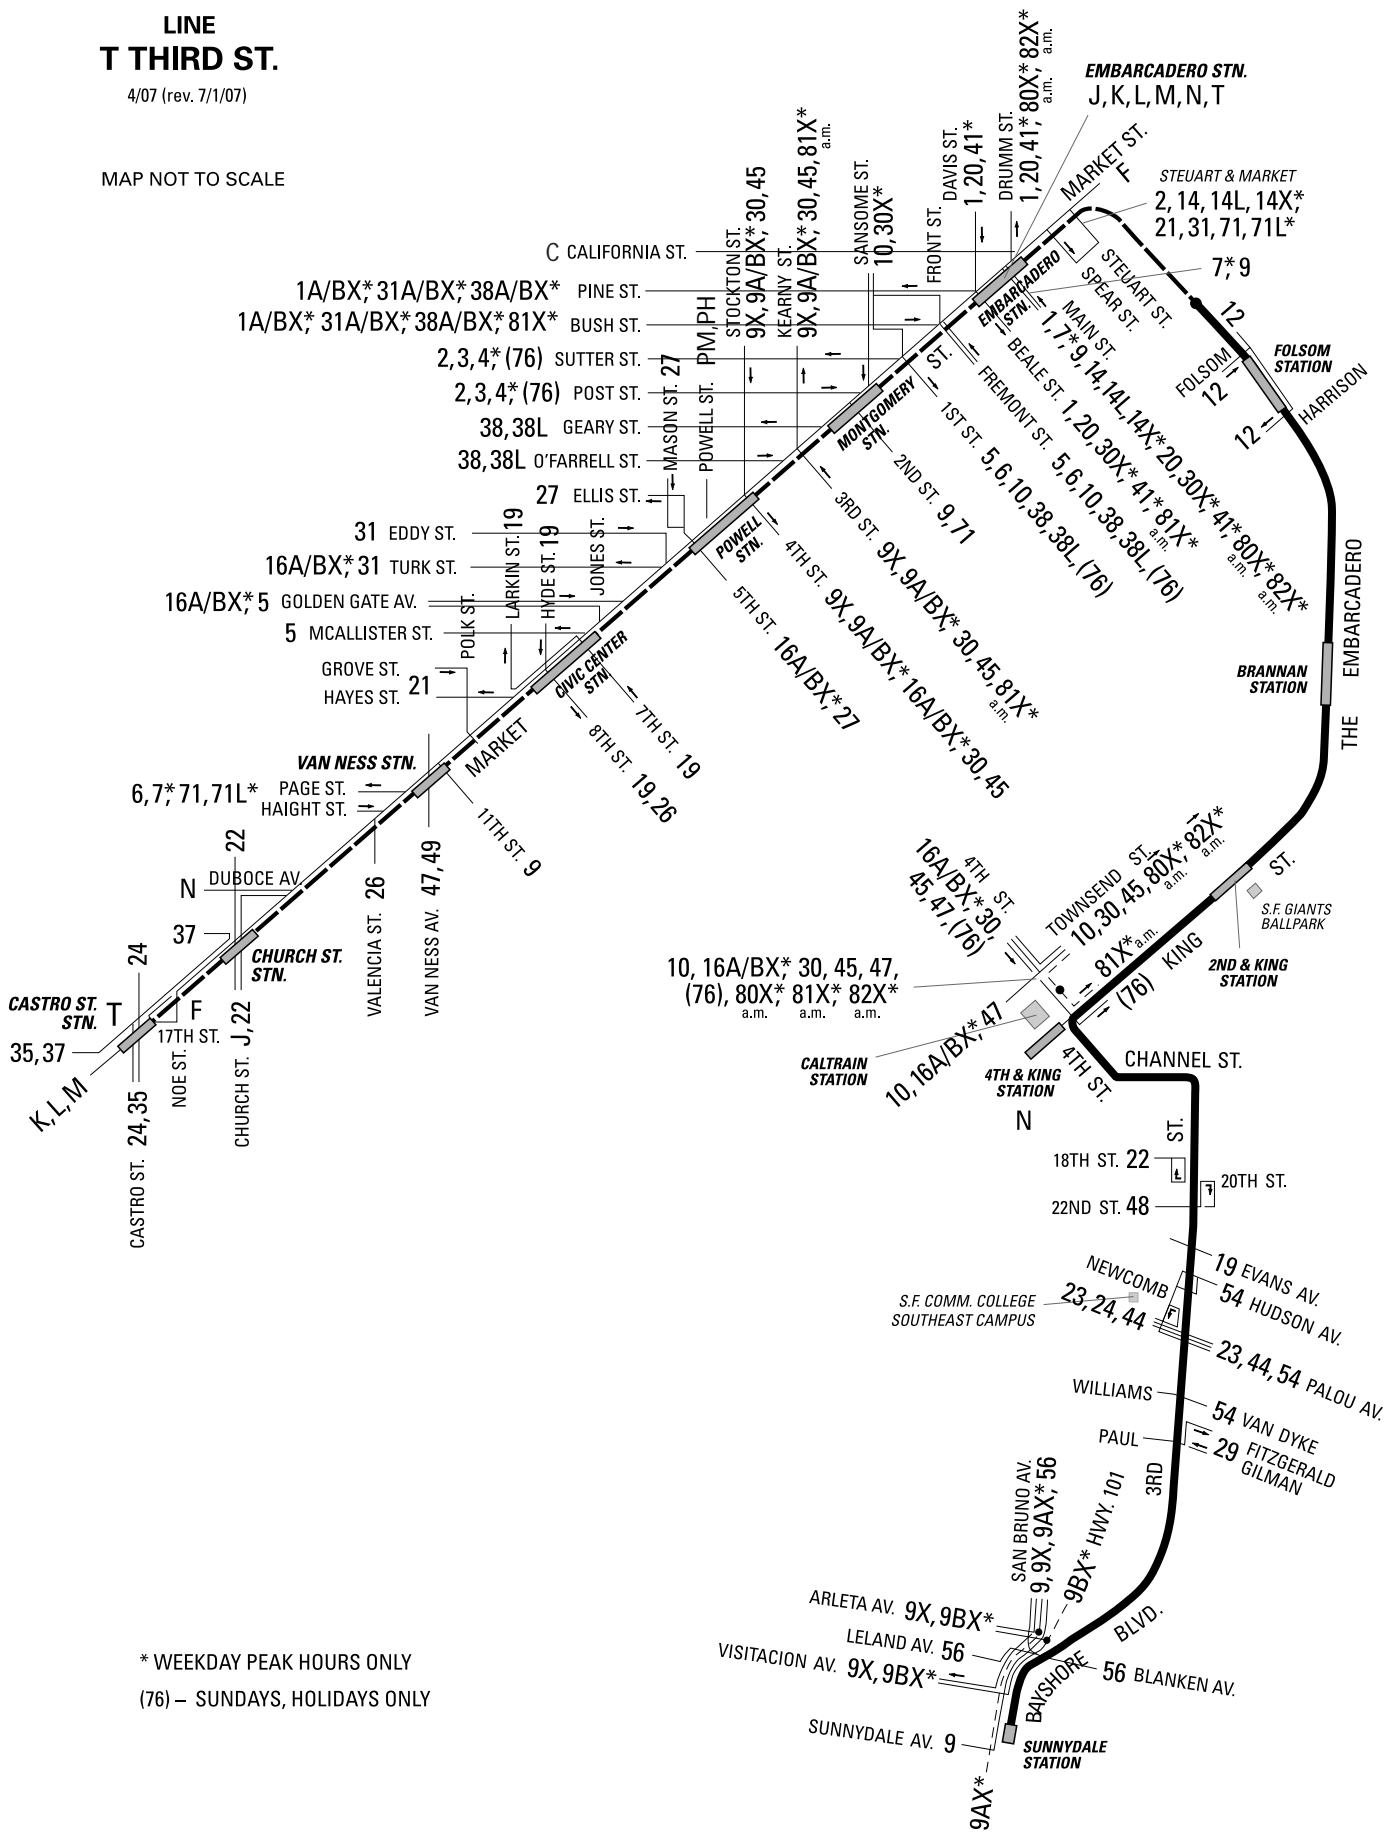 LINE
T THIRD ST.
4/07 (rev. 7/1/07)
MAP NOT TO SCALE
EMBARCADERO STN.
J, K, L, M, N, T
MARKET ST.
F
STEUART & MARKET
2, 14, 14L, 14X*,
21, 31, 71, 71L*
7*, 9
DRUMM ST.
1, 20, 41* 80X* 82X*
a.m. a.m.
DAVIS ST.
1, 20, 41*
FRONT ST.
SANSOME ST.
10, 30X*
KEARNY ST.
9X, 9A/BX*, 30, 45, 81X*
a.m.
STOCKTON ST.
9X, 9A/BX*, 30, 45
C CALIFORNIA ST.
1A/BX*, 31A/BX*, 38A/BX* PINE ST.
1A/BX*, 31A/BX*, 38A/BX*, 81X* BUSH ST.
2, 3, 4*, (76) SUTTER ST.
2, 3, 4*, (76) POST ST.
38, 38L GEARY ST.
38, 38L O'FARRELL ST.
27 ELLIS ST.
MASON ST. 27
POWELL ST. PM, PH
31 EDDY ST.
16A/BX*, 31 TURK ST.
16A/BX*, 5 GOLDEN GATE AV.
5 MCALLISTER ST.
GROVE ST.
HAYES ST. 21
POLK ST.
LARKIN ST. 19
HYDE ST. 19
JONES ST.
STEUART ST.
SPEAR ST.
EMBARCADERO
STN.
MAIN ST.
1, 7*, 9, 14, 14L, 14X*, 20, 30X*, 41*, 80X*, 82X*
a.m. a.m.
BEALE ST. 1, 20, 30X*, 41*, 81X*
a.m.
FREMONT ST. 5, 6, 10, 38, 38L, (76)
1ST ST. 5, 6, 10, 38, 38L, (76)
ST.
MONTGOMERY
STN.
2ND ST. 9, 71
3RD ST. 9X, 9A/BX*, 30, 45, 81X*
a.m.
4TH ST. 9X, 9A/BX*, 16A/BX*, 30, 45
POWELL
STN.
5TH ST. 16A/BX*, 27
CIVIC CENTER
STN.
7TH ST. 19
8TH ST. 19, 26
MARKET
VAN NESS STN.
11TH ST. 9
6, 7*, 71, 71L* PAGE ST.
HAIGHT ST.
VALENCIA ST. 26
VAN NESS AV. 47, 49
N DUBOCE AV.
22
37
CHURCH ST.
STN.
24
CASTRO ST.
STN.
T
F
17TH ST.
35, 37
K, L, M
CASTRO ST. 24, 35
NOE ST.
CHURCH ST. J, 22
12
FOLSOM
STATION
FOLSOM
12
HARRISON
12
THE EMBARCADERO
BRANNAN
STATION
4TH ST.
16A/BX*, 30,
45, 47, (76)
TOWNSEND ST.
10, 30, 45, 80X*, 82X*
a.m. a.m.
81X*
a.m.
(76)
KING ST.
S.F. GIANTS
BALLPARK
2ND & KING
STATION
10, 16A/BX*, 30, 45, 47,
(76), 80X*, 81X*, 82X*
a.m. a.m. a.m.
10, 16A/BX*, 47
CALTRAIN
STATION
4TH & KING
STATION
N
4TH ST.
CHANNEL ST.
18TH ST. 22
20TH ST.
22ND ST. 48
19 EVANS AV.
NEWCOMB
54 HUDSON AV.
23, 24, 44
S.F. COMM. COLLEGE
SOUTHEAST CAMPUS
23, 44, 54 PALOU AV.
WILLIAMS
54 VAN DYKE
PAUL
29 FITZGERALD
GILMAN
3RD ST.
SAN BRUNO AV.
9, 9X, 9AX*, 56
9BX* HWY. 101
ARLETA AV. 9X, 9BX*
LELAND AV. 56
VISITACION AV. 9X, 9BX*
56 BLANKEN AV.
BAYSHORE BLVD.
SUNNYDALE AV. 9
SUNNYDALE
STATION
9AX*
* WEEKDAY PEAK HOURS ONLY
(76) – SUNDAYS, HOLIDAYS ONLY